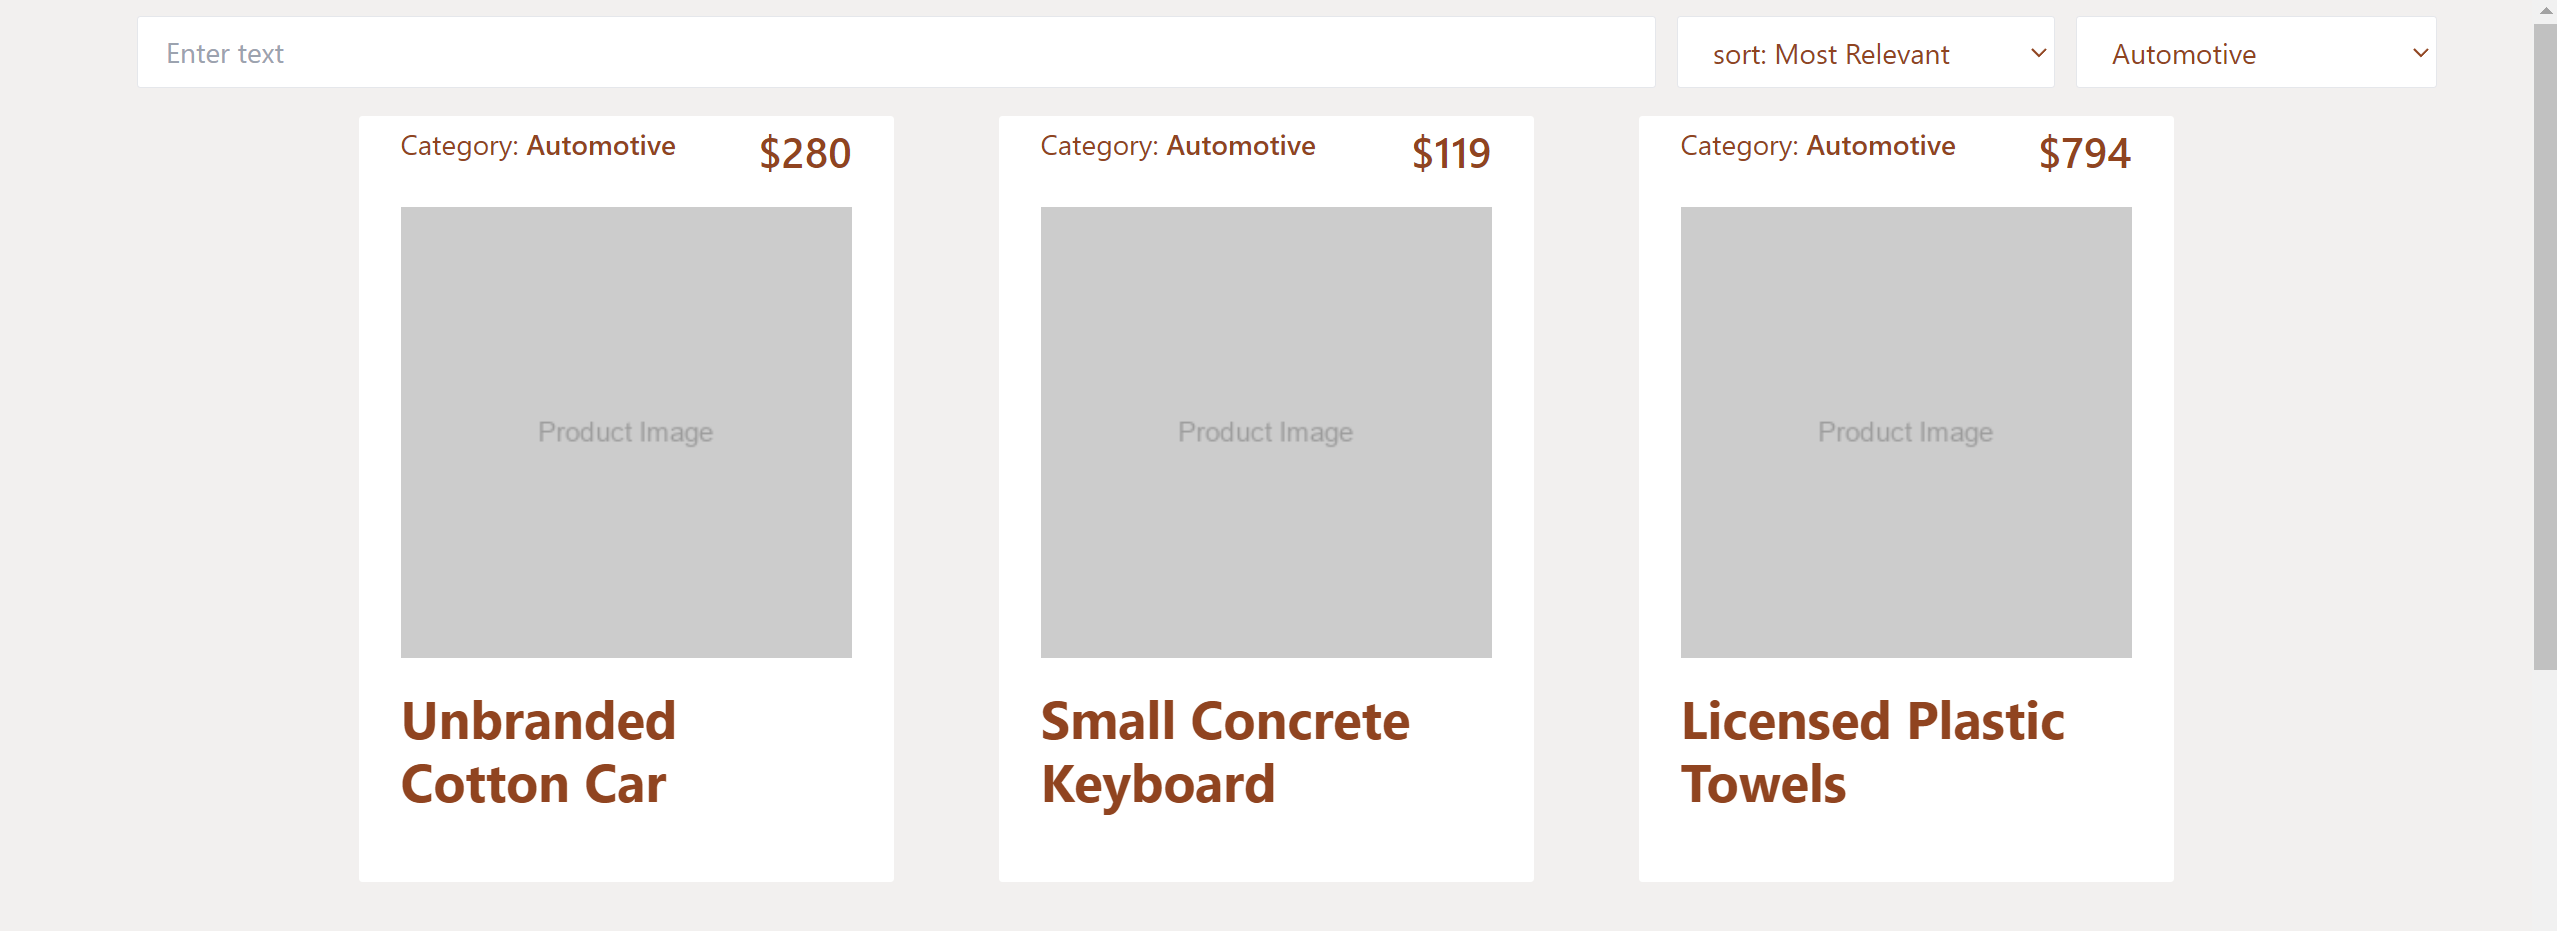 Enter text
sort: Most Relevant
Automotive
Category: Automotive
$280
Product Image
Unbranded
Cotton Car
Category: Automotive
$119
Product Image
Small Concrete
Keyboard
Category: Automotive
$794
Product Image
Licensed Plastic
Towels